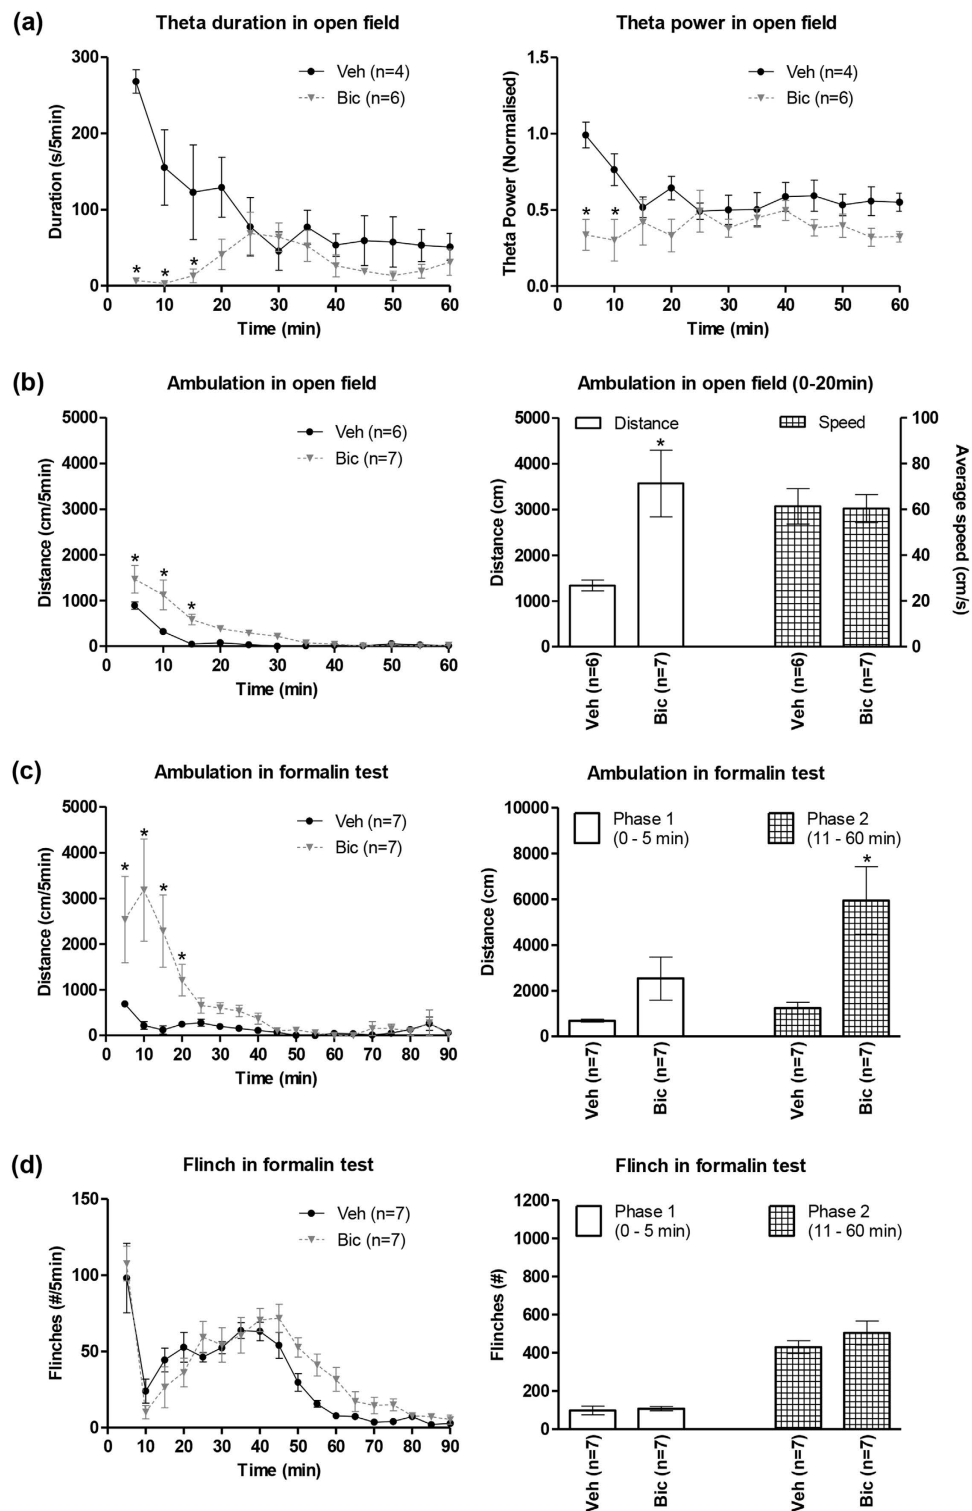 (a)
Theta duration in open field
300
200
100
0
Duration (s/5min)
Veh (n=4)
Bic (n=6)
*
*
*
0 10 20 30 40 50 60
Time (min)
Theta power in open field
1.5
1.0
0.5
0.0
Theta Power (Normalised)
Veh (n=4)
Bic (n=6)
*
*
0 10 20 30 40 50 60
Time (min)
(b)
Ambulation in open field
5000
4000
3000
2000
1000
0
Distance (cm/5min)
Veh (n=6)
Bic (n=7)
*
*
*
0 10 20 30 40 50 60
Time (min)
Ambulation in open field (0-20min)
5000
4000
3000
2000
1000
0
Distance (cm)
Distance
Speed
*
100
80
60
40
20
0
Average speed (cm/s)
Veh (n=6)
Bic (n=7)
Veh (n=6)
Bic (n=7)
(c)
Ambulation in formalin test
5000
4000
3000
2000
1000
0
Distance (cm/5min)
Veh (n=7)
Bic (n=7)
*
*
*
*
0 10 20 30 40 50 60 70 80 90
Time (min)
Ambulation in formalin test
10000
8000
6000
4000
2000
0
Distance (cm)
Phase 1
(0 - 5 min)
Phase 2
(11 - 60 min)
*
Veh (n=7)
Bic (n=7)
Veh (n=7)
Bic (n=7)
(d)
Flinch in formalin test
150
100
50
0
Flinches (#/5min)
Veh (n=7)
Bic (n=7)
0 10 20 30 40 50 60 70 80 90
Time (min)
Flinch in formalin test
1200
1000
800
600
400
200
0
Flinches (#)
Phase 1
(0 - 5 min)
Phase 2
(11 - 60 min)
Veh (n=7)
Bic (n=7)
Veh (n=7)
Bic (n=7)